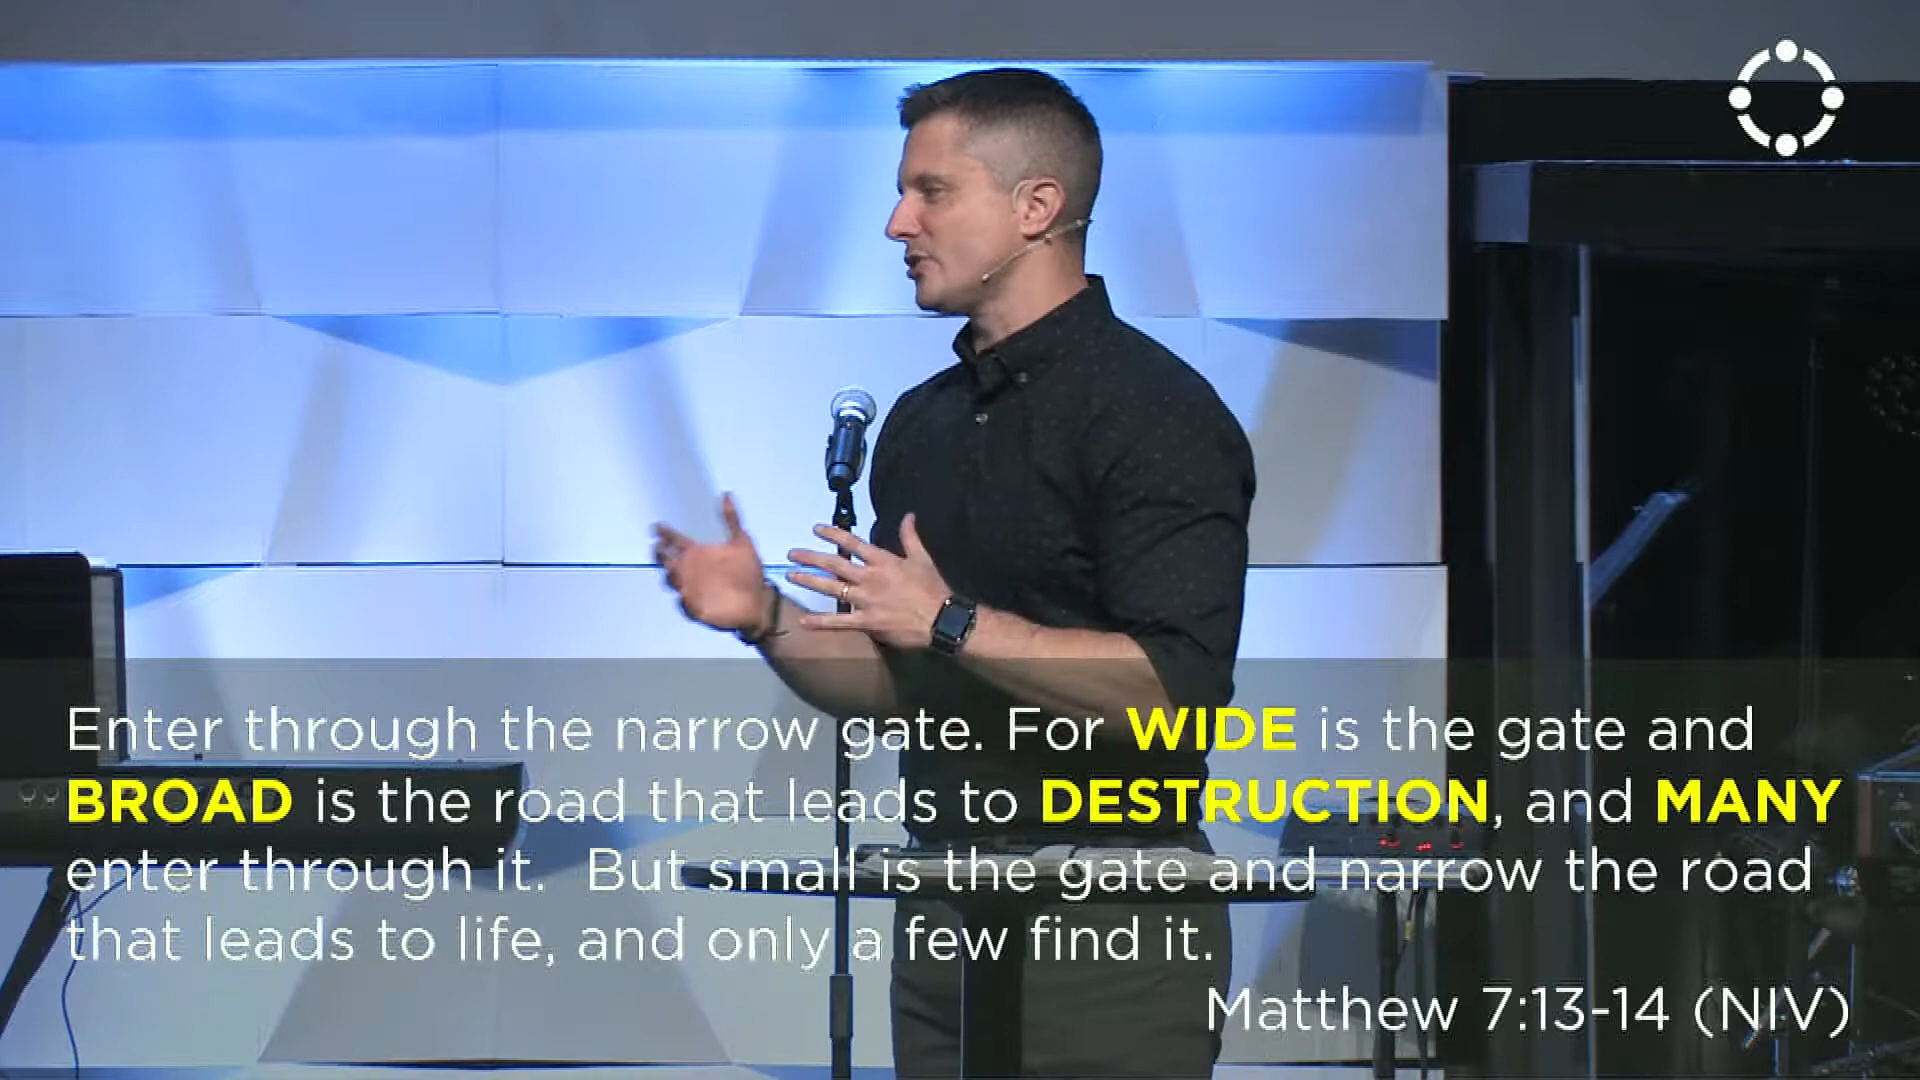 Enter through the narrow gate. For WIDE is the gate and
BROAD is the road that leads to DESTRUCTION, and MANY
enter through it.  But small is the gate and narrow the road
that leads to life, and only a few find it.
Matthew 7:13-14 (NIV)